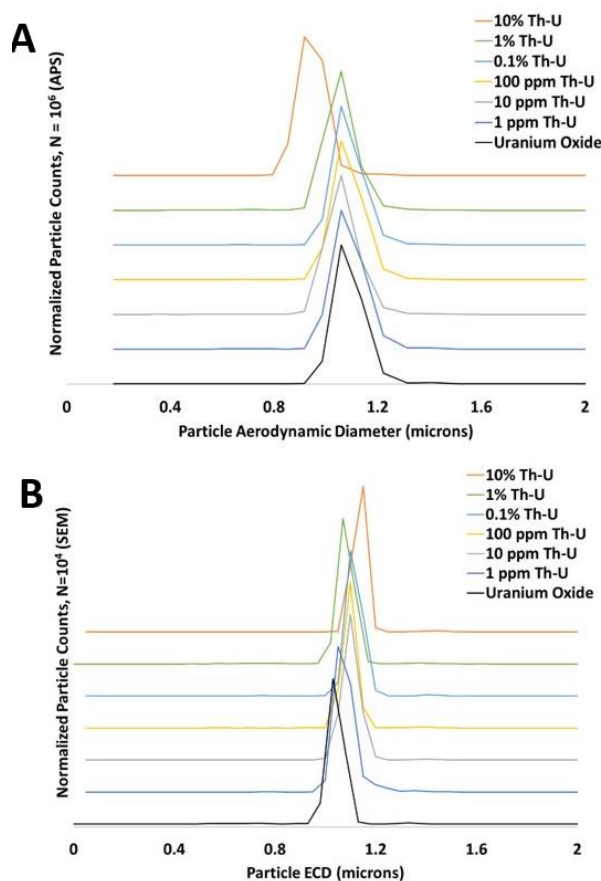 A
10% Th-U
1% Th-U
0.1% Th-U
100 ppm Th-U
10 ppm Th-U
1 ppm Th-U
Uranium Oxide
Normalized Particle Counts, N = 10⁶ (APS)
0 0.4 0.8 1.2 1.6 2
Particle Aerodynamic Diameter (microns)
B
10% Th-U
1% Th-U
0.1% Th-U
100 ppm Th-U
10 ppm Th-U
1 ppm Th-U
Uranium Oxide
Normalized Particle Counts, N=10⁴ (SEM)
0 0.4 0.8 1.2 1.6 2
Particle ECD (microns)